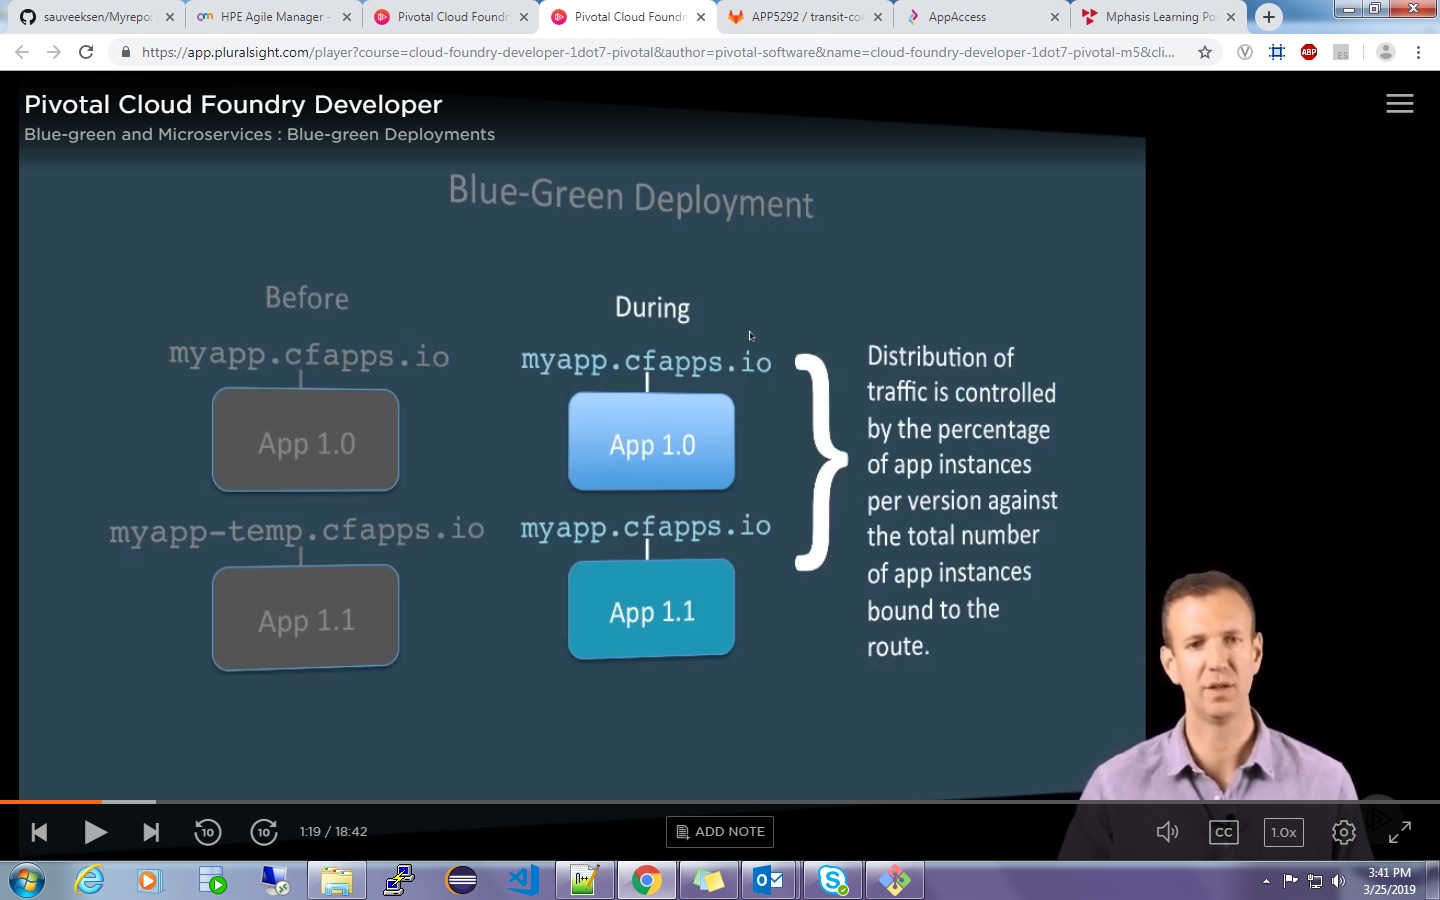 sauveeksen/Myrepo:
HPE Agile Manager -
Pivotal Cloud Foundr
Pivotal Cloud Foundr
APP5292 / transit-co
AppAccess
Mphasis Learning Po
https://app.pluralsight.com/player?course=cloud-foundry-developer-1dot7-pivotal&author=pivotal-software&name=cloud-foundry-developer-1dot7-pivotal-m5&cli...
ABP
ES
Pivotal Cloud Foundry Developer
Blue-green and Microservices : Blue-green Deployments
Blue-Green Deployment
Before
myapp.cfapps.io
App 1.0
myapp-temp.cfapps.io
App 1.1
During
myapp.cfapps.io
App 1.0
myapp.cfapps.io
App 1.1
Distribution of
traffic is controlled
by the percentage
of app instances
per version against
the total number
of app instances
bound to the
route.
10
10
1:19 / 18:42
ADD NOTE
CC
1.0x
3:41 PM
3/25/2019